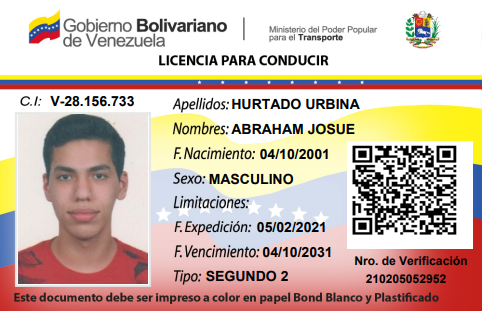 Gobierno Bolivariano
de Venezuela
Ministerio del Poder Popular
para el Transporte
LICENCIA PARA CONDUCIR
C.I: V-28.156.733
Apellidos: HURTADO URBINA
Nombres: ABRAHAM JOSUE
F. Nacimiento: 04/10/2001
Sexo: MASCULINO
Limitaciones:
F. Expedición: 05/02/2021
F. Vencimiento: 04/10/2031
Tipo: SEGUNDO 2
Nro. de Verificación
210205052952
Este documento debe ser impreso a color en papel Bond Blanco y Plastificado